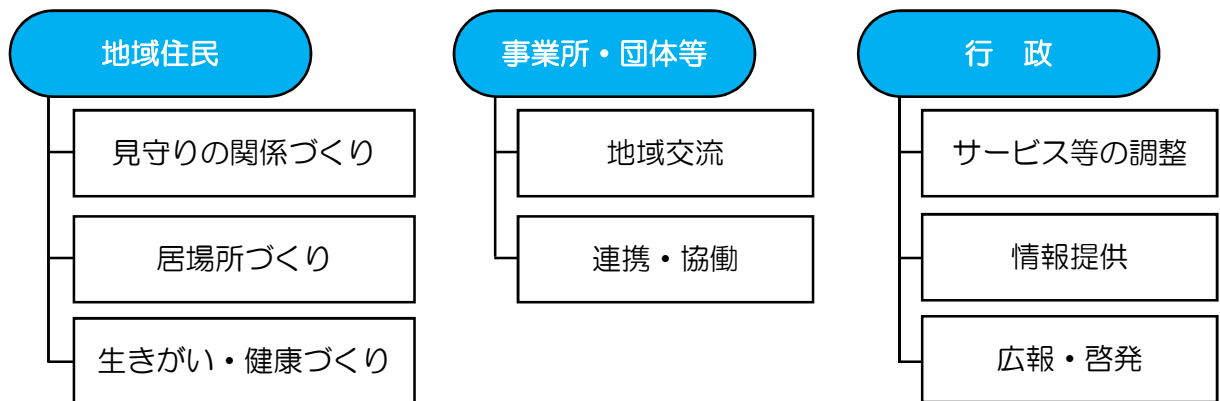 地域住民
見守りの関係づくり
居場所づくり
生きがい・健康づくり
事業所・団体等
地域交流
連携・協働
行　政
サービス等の調整
情報提供
広報・啓発